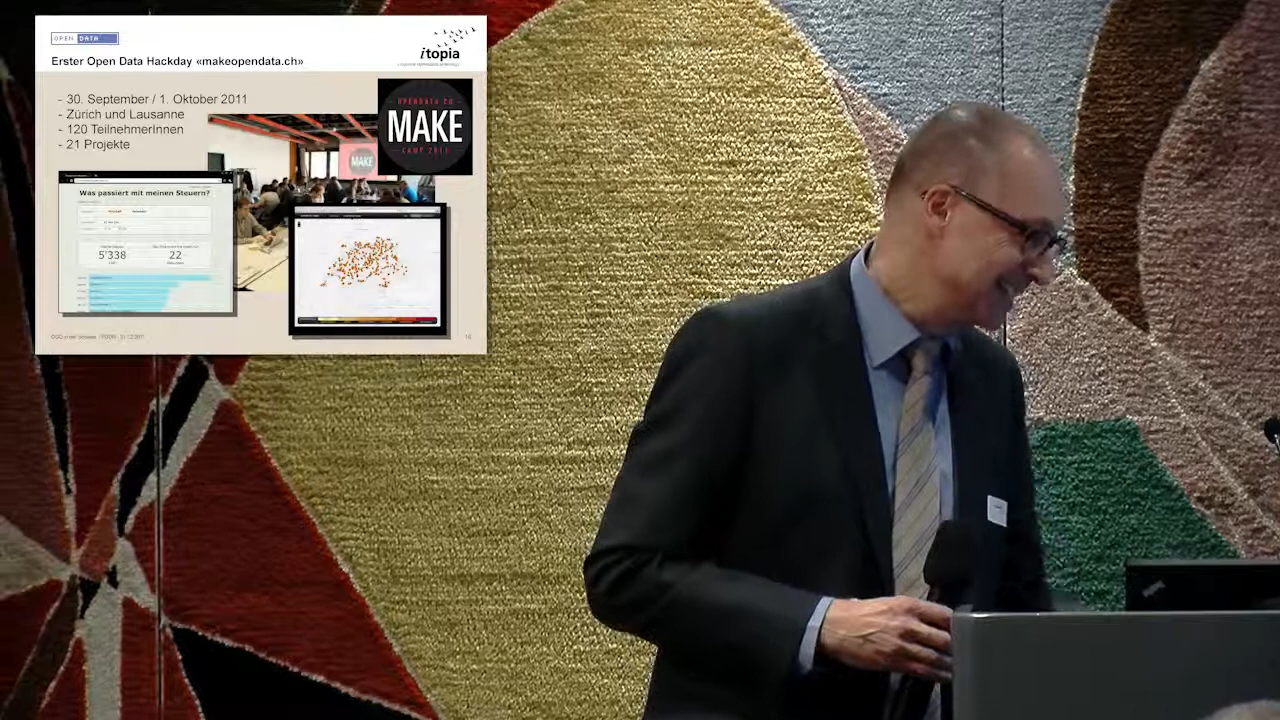 OPEN DATA
itopia
Erster Open Data Hackday «makeopendata.ch»
- 30. September / 1. Oktober 2011
- Zürich und Lausanne
- 120 TeilnehmerInnen
- 21 Projekte
OPENDATA.CH
MAKE
CAMP 2011
MAKE
Was passiert mit meinen Steuern?
5'338
22